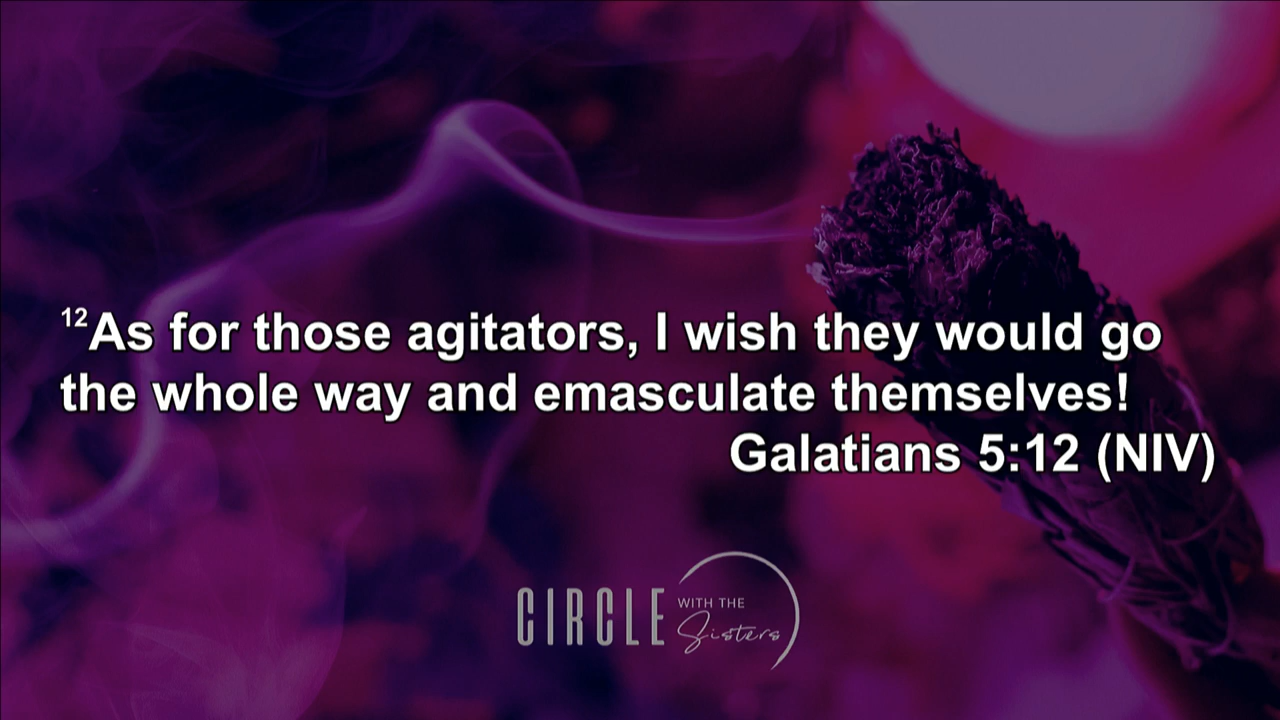 12As for those agitators, I wish they would go
the whole way and emasculate themselves!
Galatians 5:12 (NIV)
CIRCLE WITH THE
Sisters